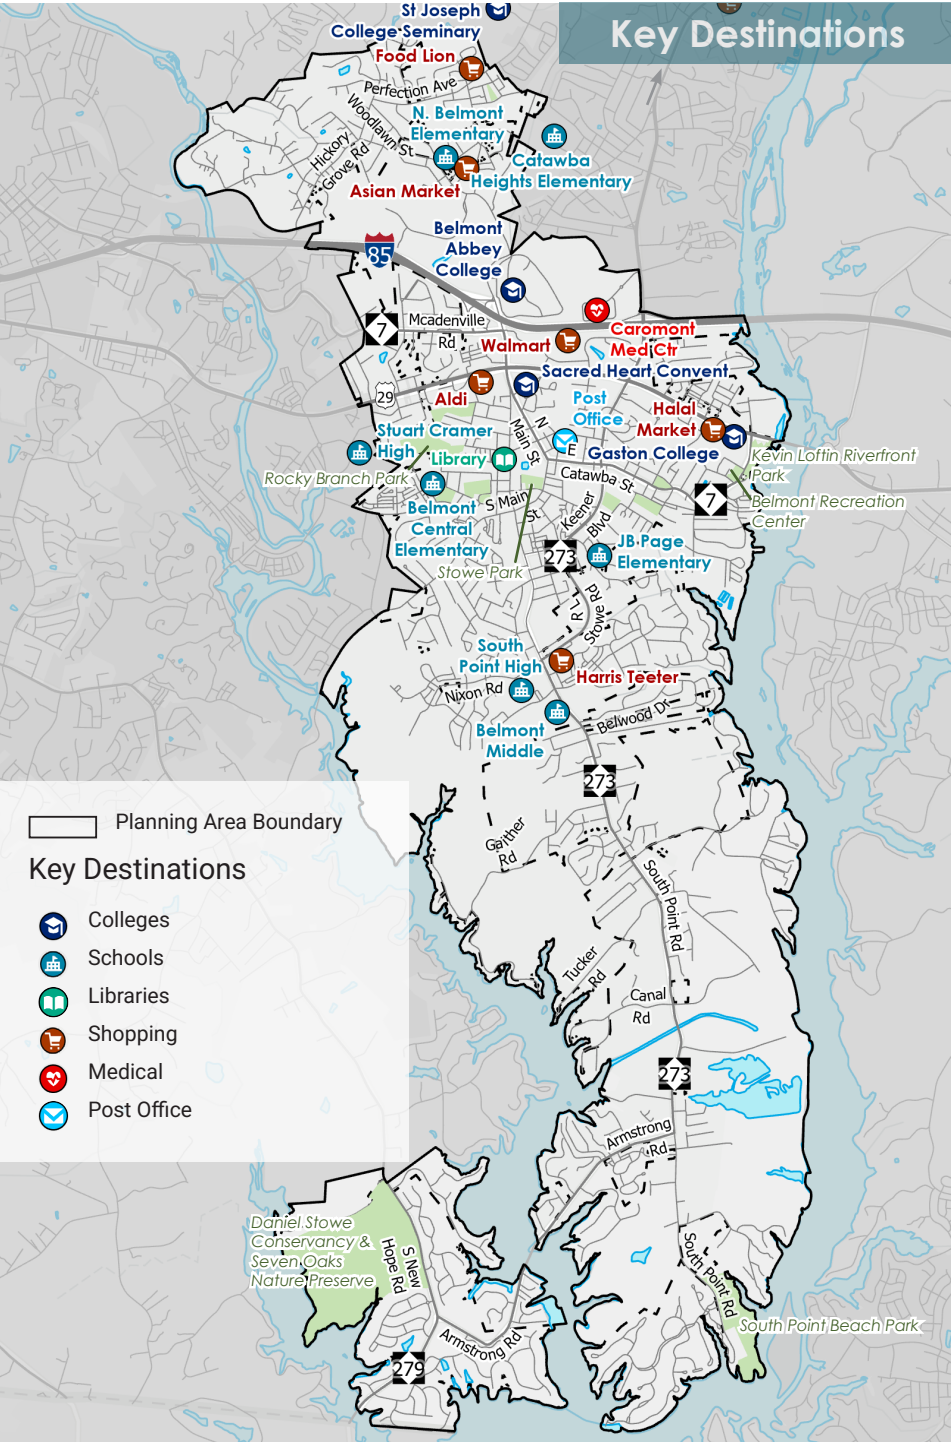 St Joseph
College Seminary
Key Destinations
Food Lion
Perfection Ave
Woodlawn St
N. Belmont
Elementary
Hickory
Grove Rd
Catawba
Heights Elementary
Asian Market
Belmont
Abbey
College
85
7
Mcadenville
Rd
Walmart
Caromont
Med Ctr
Sacred Heart Convent
29
Aldi
Post
Office
Halal
Market
N
Main St
Stuart Cramer
High
Library
E
Catawba St
Gaston College
Kevin Loftin Riverfront
Park
Rocky Branch Park
7
Belmont Recreation
Center
S Main
St
Keener
Blvd
Belmont
Central
Elementary
273
JB Page
Elementary
Stowe Park
R L
Stowe Rd
South
Point High
Harris Teeter
Nixon Rd
Belwood Dr
Belmont
Middle
273
Gaither
Rd
South Point Rd
Tucker
Rd
Canal
Rd
273
Armstrong
Rd
Planning Area Boundary
Key Destinations
Colleges
Schools
Libraries
Shopping
Medical
Post Office
Daniel Stowe
Conservancy &
Seven Oaks
Nature Preserve
S New
Hope Rd
South Point Rd
South Point Beach Park
Armstrong Rd
279